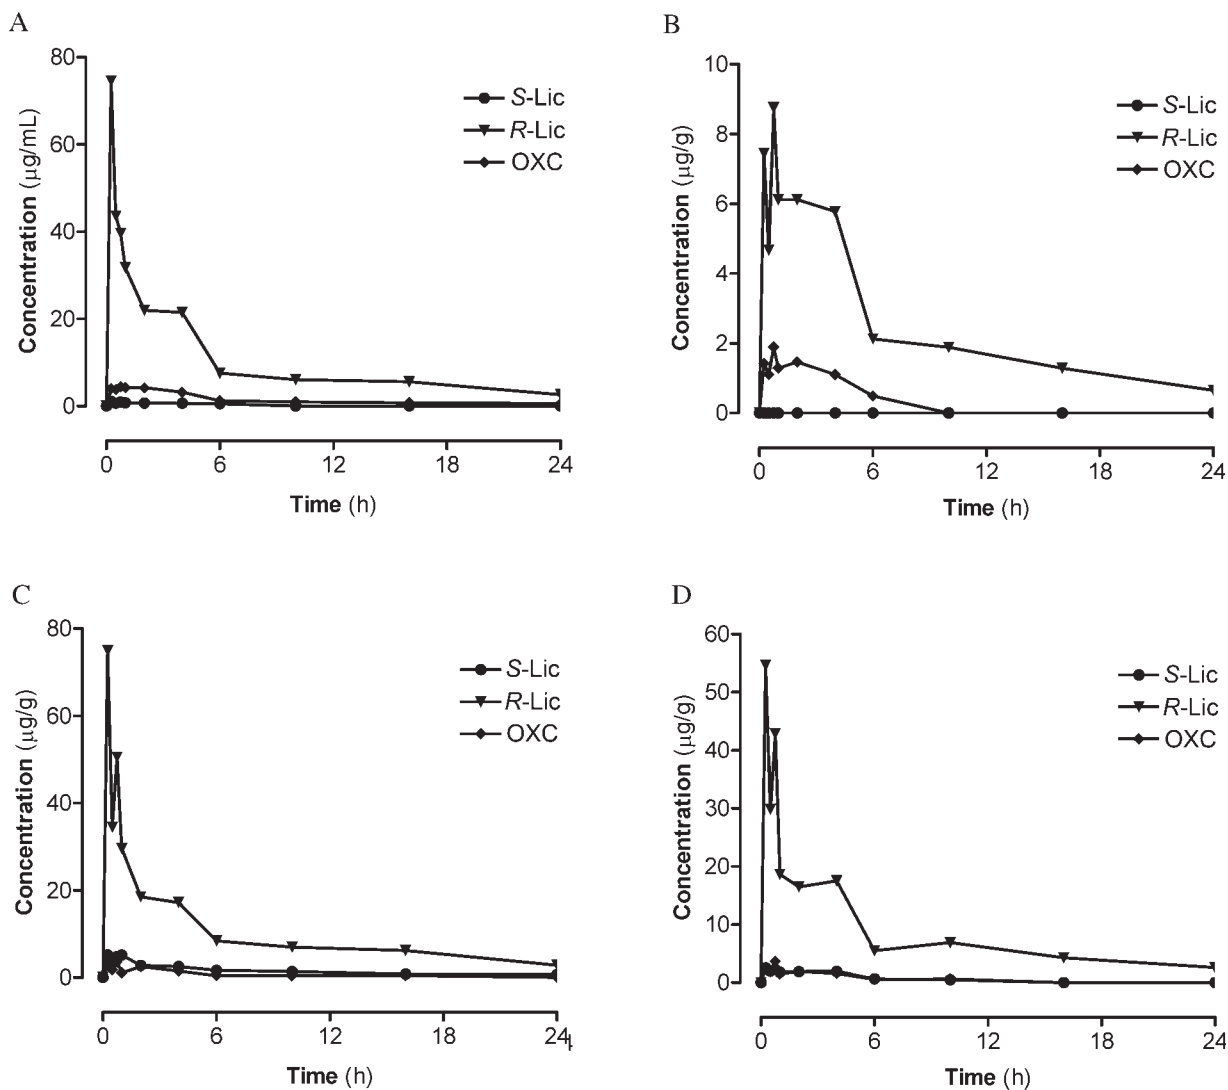 A
80
60
40
20
0
Concentration (µg/mL)
S-Lic
R-Lic
OXC
0 6 12 18 24
Time (h)
B
10
8
6
4
2
0
Concentration (µg/g)
S-Lic
R-Lic
OXC
0 6 12 18 24
Time (h)
C
80
60
40
20
0
Concentration (µg/g)
S-Lic
R-Lic
OXC
0 6 12 18 24
Time (h)
D
60
50
40
30
20
10
0
Concentration (µg/g)
S-Lic
R-Lic
OXC
0 6 12 18 24
Time (h)